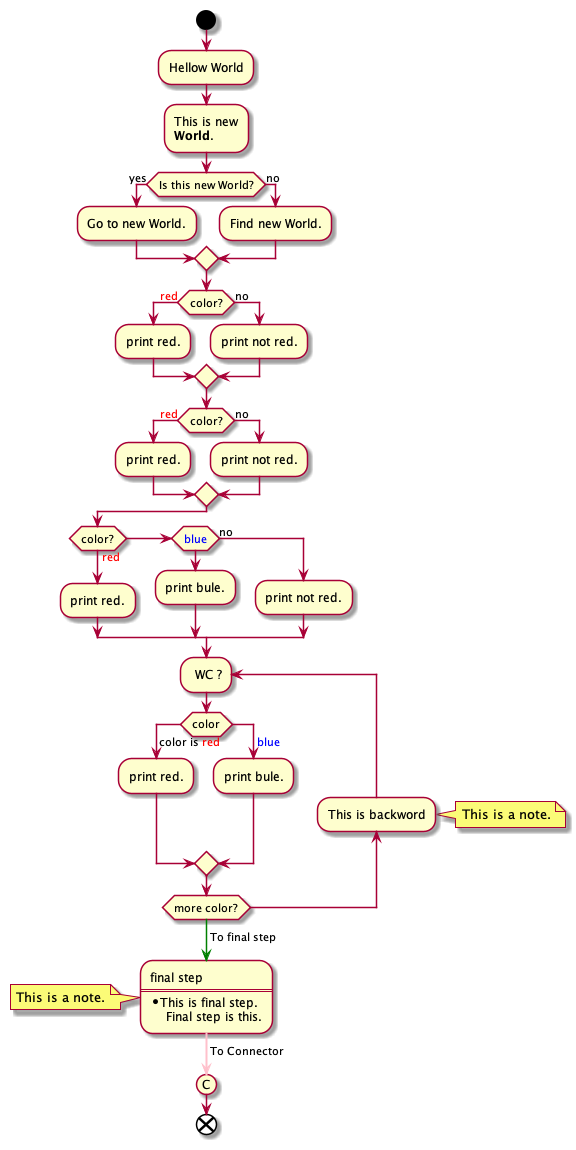 Hellow World
This is new
World.
yes
Is this new World?
no
Go to new World.
Find new World.
red
color?
no
print red.
print not red.
red
color?
no
print red.
print not red.
color?
blue
no
red
print red.
print bule.
print not red.
WC ?
color
color is red
blue
print red.
print bule.
This is backword
This is a note.
more color?
To final step
final step
This is a note.
•This is final step.
Final step is this.
To Connector
C